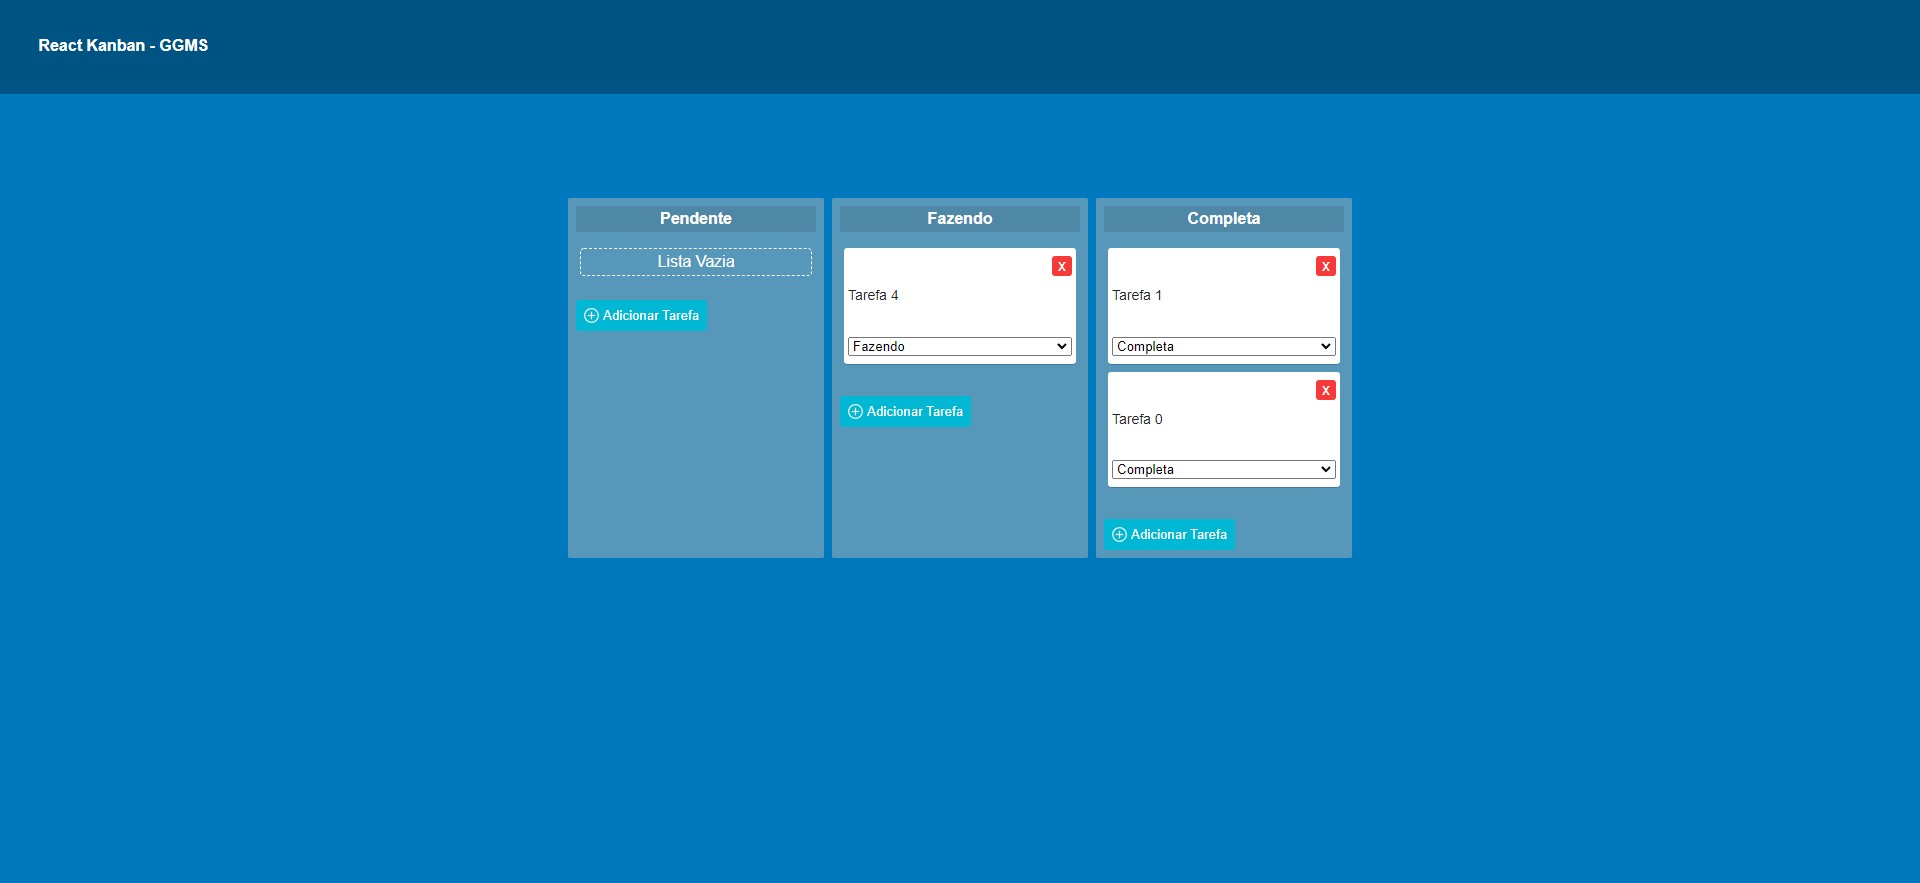 React Kanban - GGMS
Pendente
Lista Vazia
Adicionar Tarefa
Fazendo
X
Tarefa 4
Fazendo
Adicionar Tarefa
Completa
X
Tarefa 1
Completa
X
Tarefa 0
Completa
Adicionar Tarefa